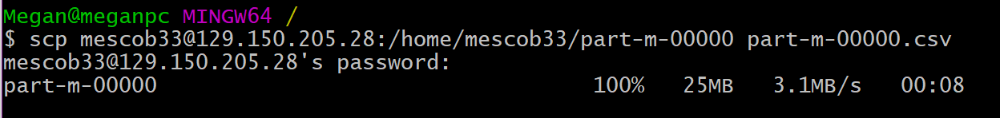 Megan@meganpc MINGW64 /
$ scp mescob33@129.150.205.28:/home/mescob33/part-m-00000 part-m-00000.csv
mescob33@129.150.205.28's password:
part-m-00000 100% 25MB 3.1MB/s 00:08